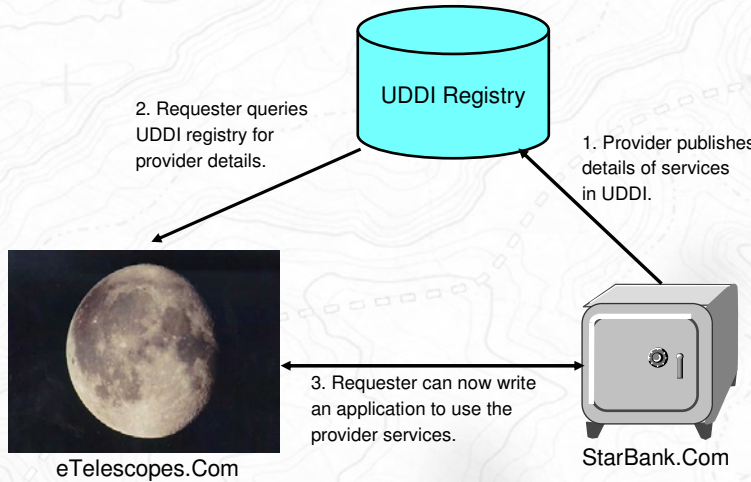 UDDI Registry
2. Requester queries
UDDI registry for
provider details.
1. Provider publishes
details of services
in UDDI.
3. Requester can now write
an application to use the
provider services.
eTelescopes.Com
StarBank.Com